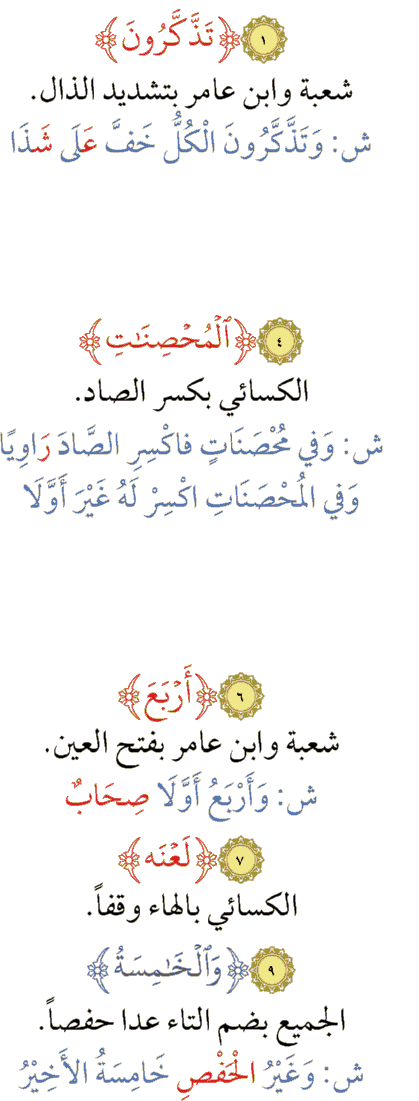 ١ ﴿تَذَّكَّرُونَ﴾
شعبة وابن عامر بتشديد الذال.
ش: وَتَذَّكَّرُونَ الْكُلُّ خَفَّ عَلَى شَذَا
٤ ﴿ٱلْمُحْصِنَٰتِ﴾
الكسائي بكسر الصاد.
ش: وَفي مُحْصَنَاتٍ فاكْسِرِ الصَّادَ رَاوِيًا
وَفي المُحْصَنَاتِ اكْسِرْ لَهُ غَيْرَ أَوَّلَا
٦ ﴿أَرْبَعَ﴾
شعبة وابن عامر بفتح العين.
ش: وَأَرْبَعُ أَوَّلَا صِحَابٌ
٧ ﴿لَعْنَه﴾
الكسائي بالهاء وقفاً.
٩ ﴿وَٱلْخَٰمِسَةُ﴾
الجميع بضم التاء عدا حفصاً.
ش: وَغَيْرُ الْحَفْصِ خَامِسَةُ الأَخِيْرُ